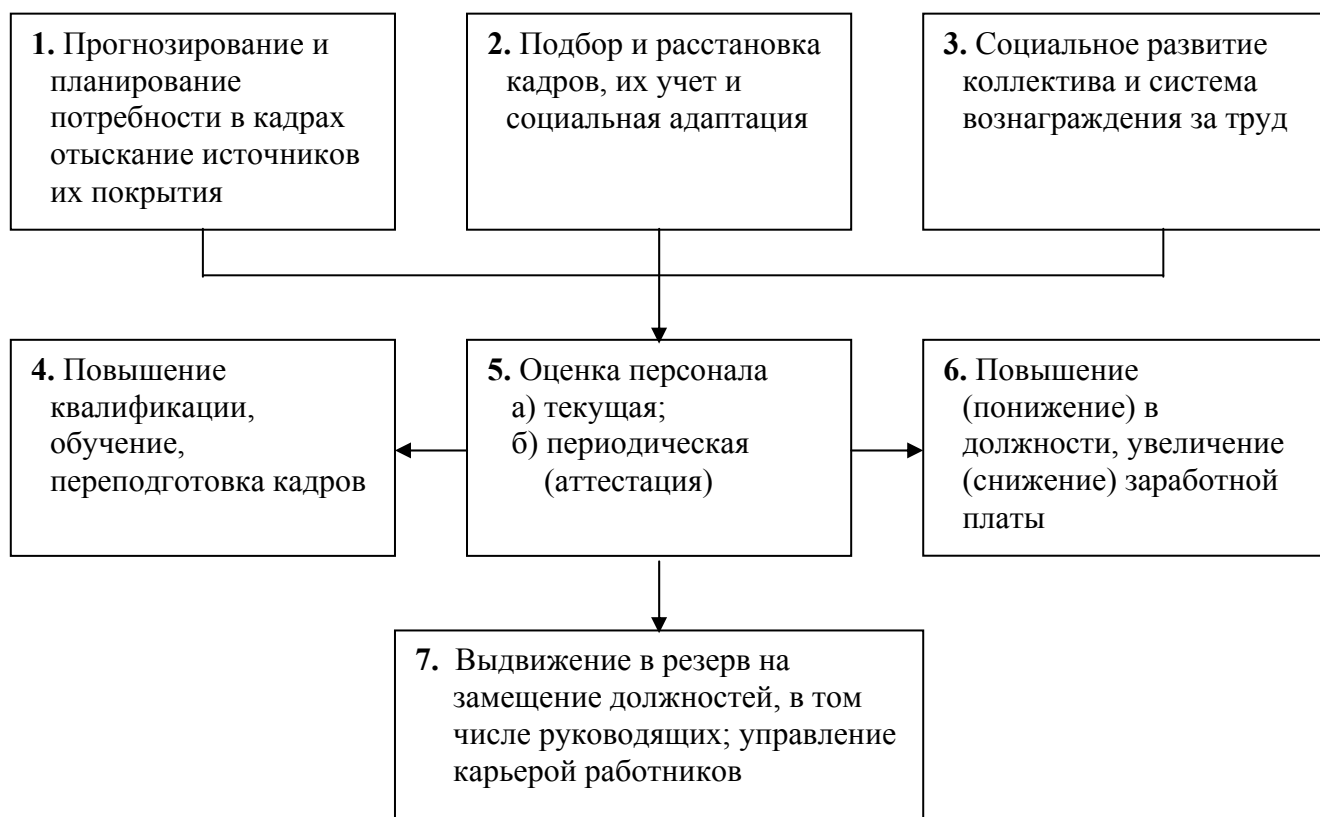 1. Прогнозирование и
планирование
потребности в кадрах
отыскание источников
их покрытия
2. Подбор и расстановка
кадров, их учет и
социальная адаптация
3. Социальное развитие
коллектива и система
вознаграждения за труд
4. Повышение
квалификации,
обучение,
переподготовка кадров
5. Оценка персонала
а) текущая;
б) периодическая
(аттестация)
6. Повышение
(понижение) в
должности, увеличение
(снижение) заработной
платы
7. Выдвижение в резерв на
замещение должностей, в том
числе руководящих; управление
карьерой работников